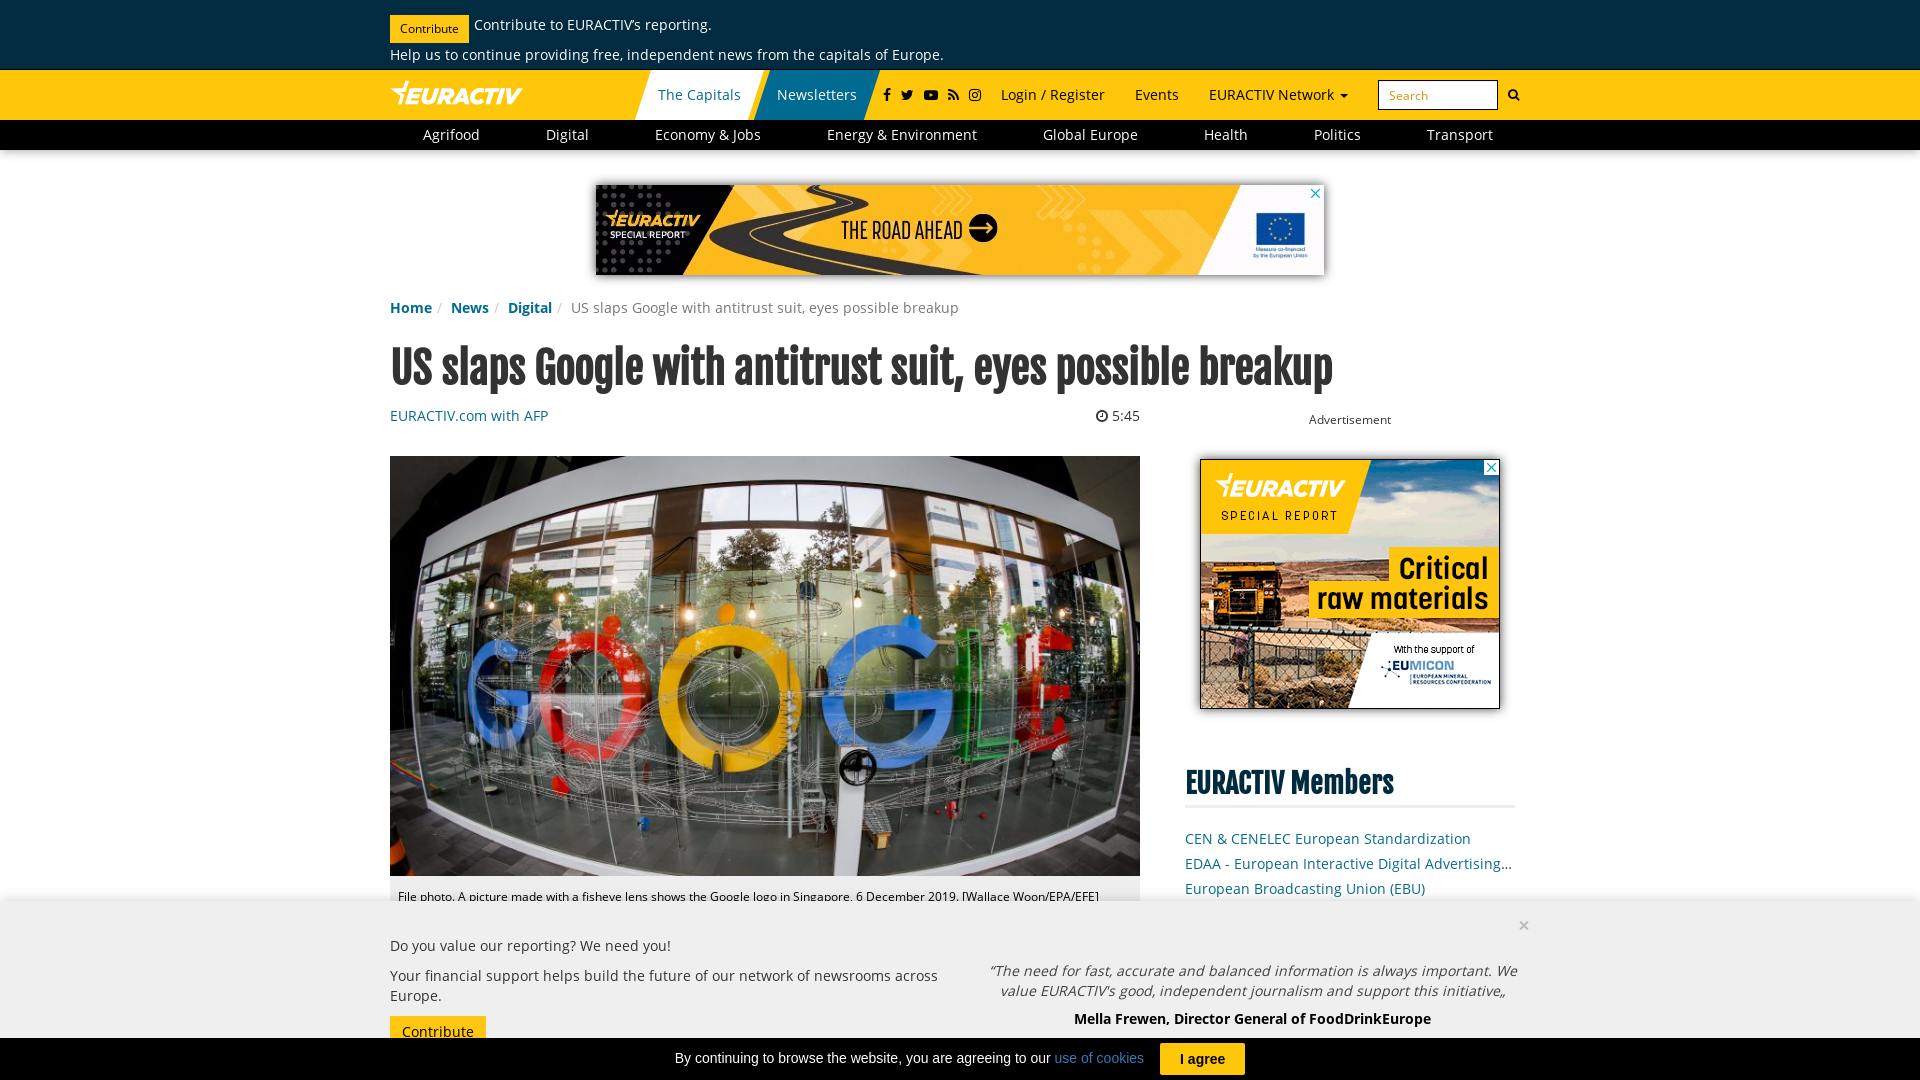 Contribute Contribute to EURACTIV's reporting.
Help us to continue providing free, independent news from the capitals of Europe.
EURACTIV
The Capitals
Newsletters
Login / Register
Events
EURACTIV Network
Search
Agrifood
Digital
Economy & Jobs
Energy & Environment
Global Europe
Health
Politics
Transport
EURACTIV
SPECIAL REPORT
THE ROAD AHEAD
Measure co-financed
by the European Union
Home / News / Digital / US slaps Google with antitrust suit, eyes possible breakup
US slaps Google with antitrust suit, eyes possible breakup
EURACTIV.com with AFP
5:45
Advertisement
GOOGLE
EURACTIV
SPECIAL REPORT
Critical
raw materials
With the support of
EUMICON
EUROPEAN MINERAL
RESOURCES CONFEDERATION
EURACTIV Members
CEN & CENELEC European Standardization
EDAA - European Interactive Digital Advertising...
European Broadcasting Union (EBU)
File photo. A picture made with a fisheye lens shows the Google logo in Singapore, 6 December 2019. [Wallace Woon/EPA/EFE]
×
Do you value our reporting? We need you!
Your financial support helps build the future of our network of newsrooms across
Europe.
Contribute
“The need for fast, accurate and balanced information is always important. We
value EURACTIV's good, independent journalism and support this initiative„
Mella Frewen, Director General of FoodDrinkEurope
By continuing to browse the website, you are agreeing to our use of cookies
I agree